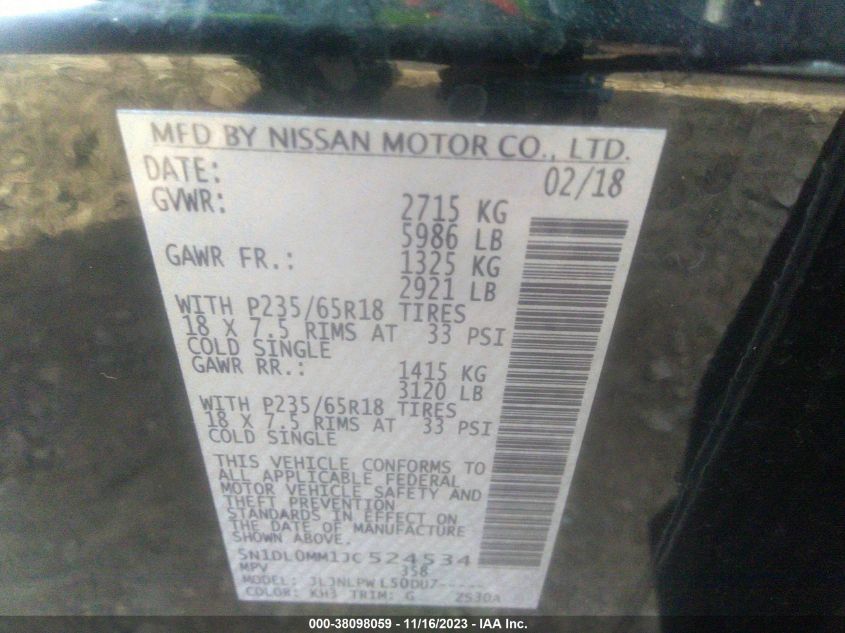 MFD BY NISSAN MOTOR CO., LTD.
DATE: 02/18
GVWR: 2715 KG
5986 LB
GAWR FR.: 1325 KG
2921 LB
WITH P235/65R18 TIRES
18 X 7.5 RIMS AT 33 PSI
COLD SINGLE
GAWR RR.: 1415 KG
3120 LB
WITH P235/65R18 TIRES
18 X 7.5 RIMS AT 33 PSI
COLD SINGLE
THIS VEHICLE CONFORMS TO
ALL APPLICABLE FEDERAL
MOTOR VEHICLE SAFETY AND
THEFT PREVENTION
STANDARDS IN EFFECT ON
THE DATE OF MANUFACTURE
SHOWN ABOVE.
5N1DL0MM1JC524534
MPV 358
MODEL: JLJNLPW L50DU7-----
COLOR: KH3 TRIM: G 2S30A
000-38098059 - 11/16/2023 - IAA Inc.